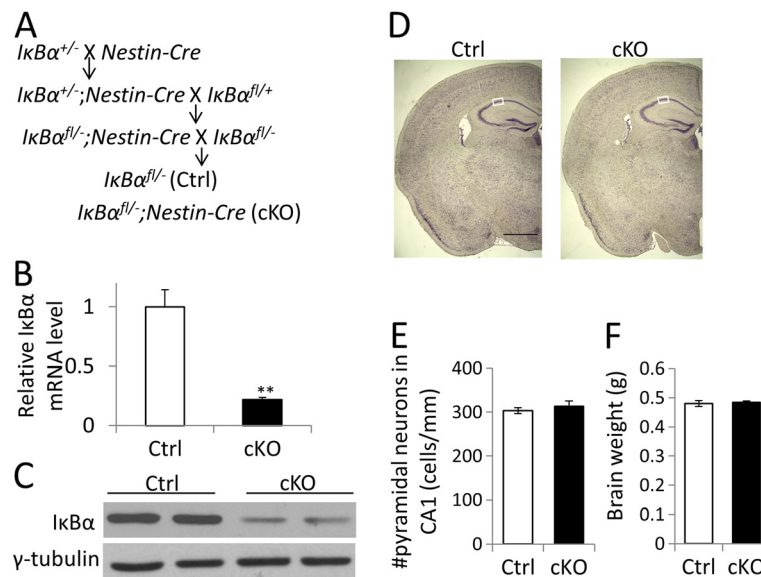 A
IκBα+/- X Nestin-Cre
IκBα+/-;Nestin-Cre X IκBαfl/+
IκBαfl/-;Nestin-Cre X IκBαfl/-
IκBαfl/- (Ctrl)
IκBαfl/-;Nestin-Cre (cKO)
B
Relative IκBα
mRNA level
1
0.5
0
**
Ctrl
cKO
C
Ctrl
cKO
IκBα
γ-tubulin
D
Ctrl
cKO
E
#pyramidal neurons in
CA1 (cells/mm)
400
300
200
100
0
Ctrl
cKO
F
Brain weight (g)
0.6
0.5
0.4
0.3
0.2
0.1
0
Ctrl
cKO